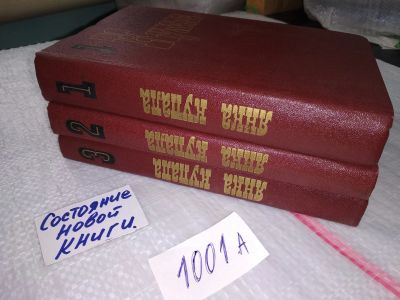 1
ЯНКА
КУПАЛА
2
ЯНКА
КУПАЛА
3
ЯНКА
КУПАЛА
СОСТОЯНИЕ
НОВОЙ
КНИГИ.
1001 А